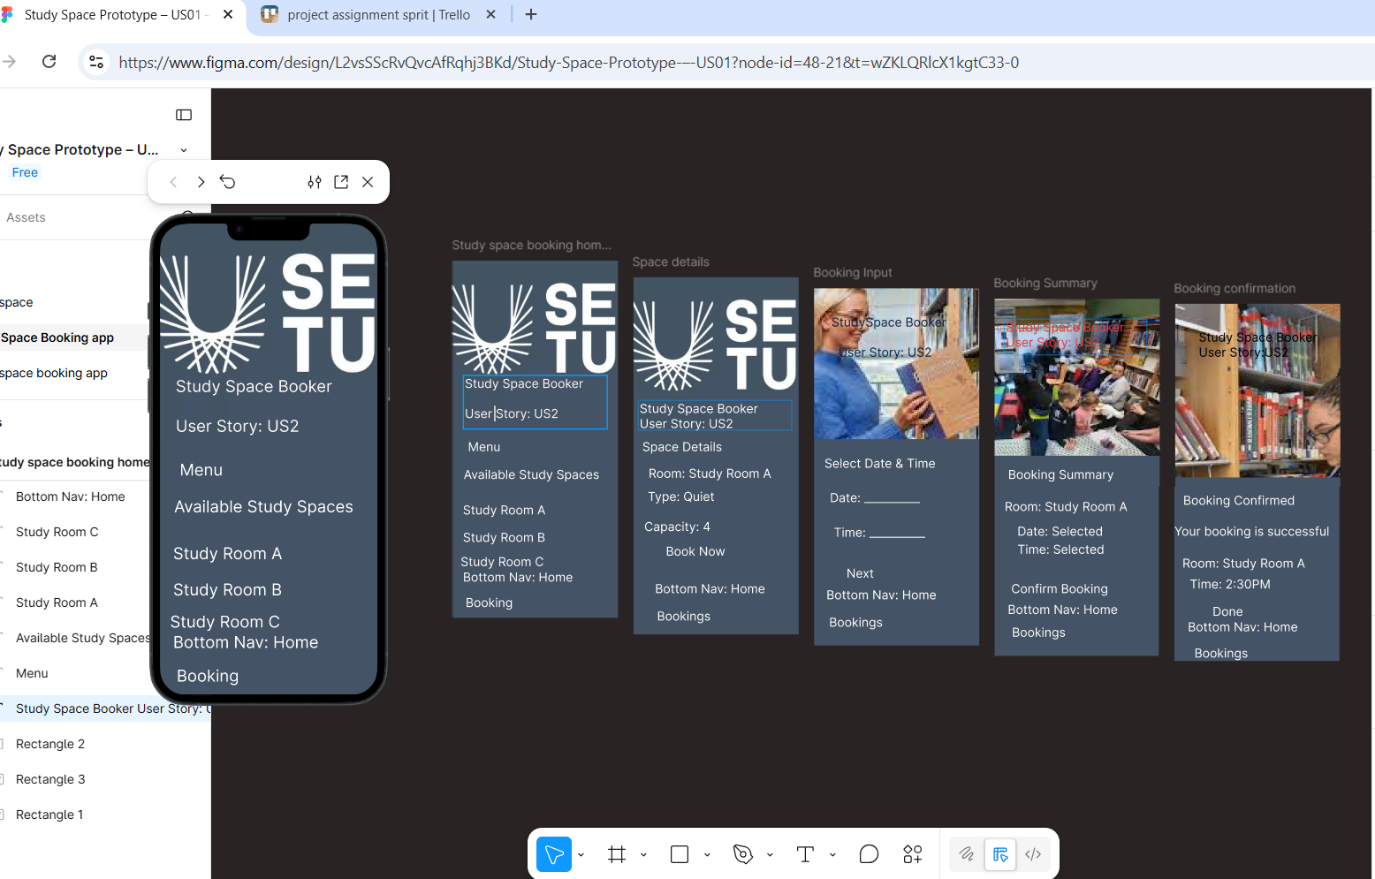 Study Space Prototype – US01 -
project assignment sprit | Trello
https://www.figma.com/design/L2vsSScRvQvcAfRqhj3BKd/Study-Space-Prototype-–-US01?node-id=48-21&t=wZKLQRlcX1kgtC33-0
y Space Prototype – U...
Free
Assets
space
Space Booking app
space booking app
s
tudy space booking home
Bottom Nav: Home
Study Room C
Study Room B
Study Room A
Available Study Spaces
Menu
Study Space Booker User Story: U
Rectangle 2
Rectangle 3
Rectangle 1
SE
TU
Study Space Booker
User Story: US2
Menu
Available Study Spaces
Study Room A
Study Room B
Study Room C
Bottom Nav: Home
Booking
Study space booking hom...
SE
TU
Study Space Booker
User Story: US2
Menu
Available Study Spaces
Study Room A
Study Room B
Study Room C
Bottom Nav: Home
Booking
Space details
SE
TU
Study Space Booker
User Story: US2
Space Details
Room: Study Room A
Type: Quiet
Capacity: 4
Book Now
Bottom Nav: Home
Bookings
Booking Input
StudySpace Booker
User Story: US2
Select Date & Time
Date: ________
Time: ________
Next
Bottom Nav: Home
Bookings
Booking Summary
Study Space Booker
User Story: US2
Booking Summary
Room: Study Room A
Date: Selected
Time: Selected
Confirm Booking
Bottom Nav: Home
Bookings
Booking confirmation
Study Space Booker
User Story:US2
Booking Confirmed
Your booking is successful
Room: Study Room A
Time: 2:30PM
Done
Bottom Nav: Home
Bookings